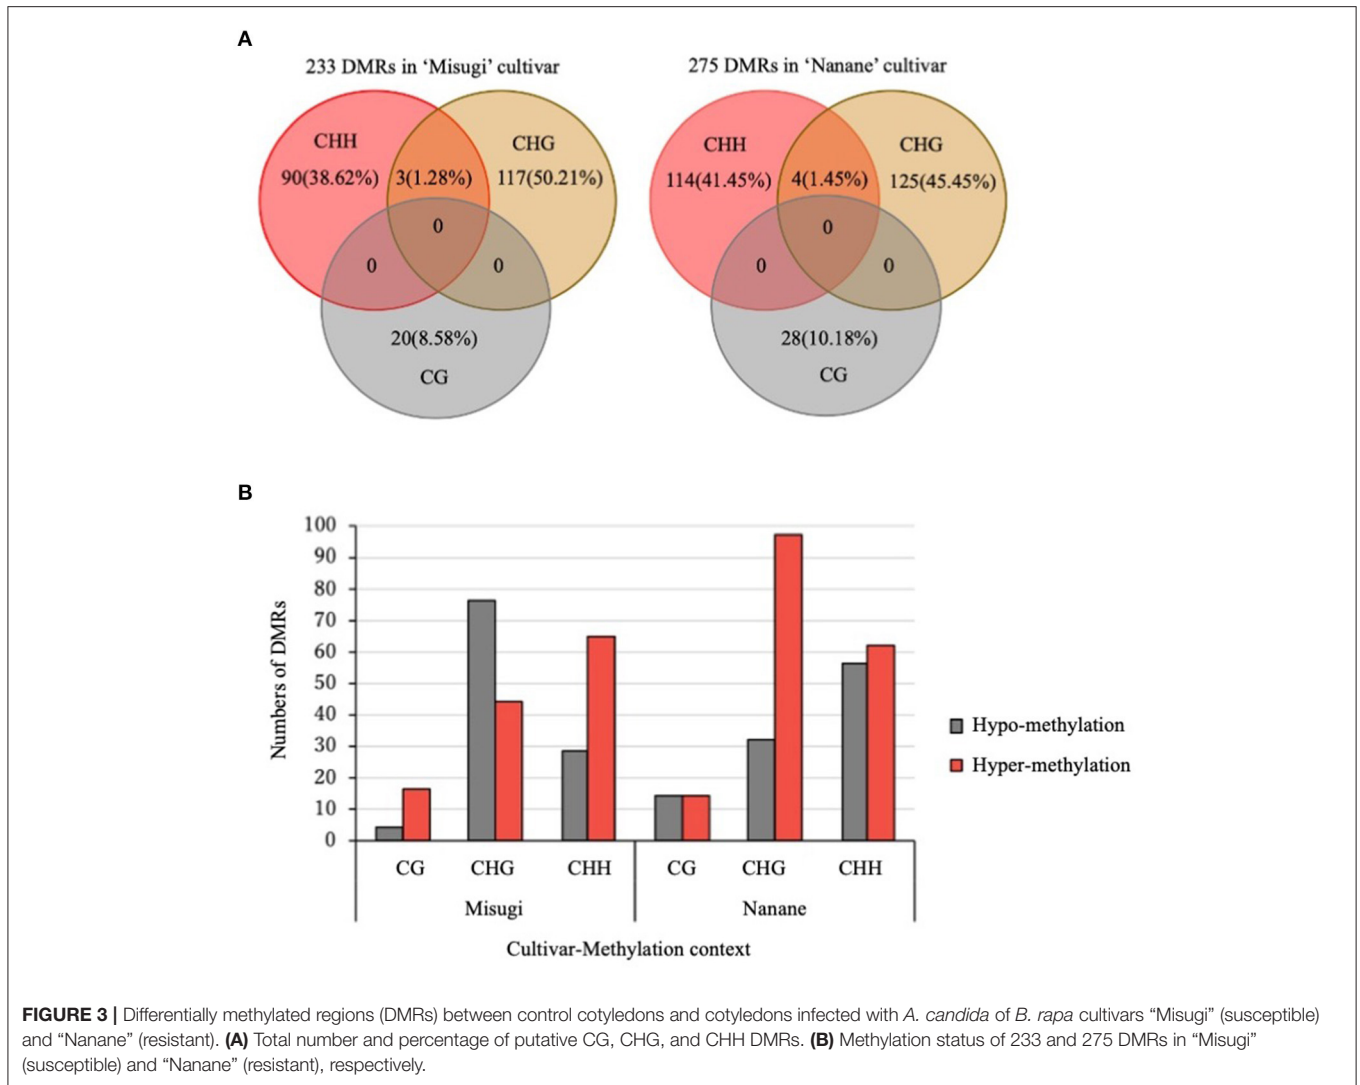 A
233 DMRs in ‘Misugi’ cultivar
275 DMRs in ‘Nanane’ cultivar
CHH
CHG
90(38.62%)
3(1.28%)
117(50.21%)
0
0
0
20(8.58%)
CG
CHH
CHG
114(41.45%)
4(1.45%)
125(45.45%)
0
0
0
28(10.18%)
CG
B
Numbers of DMRs
100
90
80
70
60
50
40
30
20
10
0
CG
CHG
CHH
CG
CHG
CHH
Misugi
Nanane
Cultivar-Methylation context
Hypo-methylation
Hyper-methylation
FIGURE 3 | Differentially methylated regions (DMRs) between control cotyledons and cotyledons infected with A. candida of B. rapa cultivars “Misugi” (susceptible)
and “Nanane” (resistant). (A) Total number and percentage of putative CG, CHG, and CHH DMRs. (B) Methylation status of 233 and 275 DMRs in “Misugi”
(susceptible) and “Nanane” (resistant), respectively.